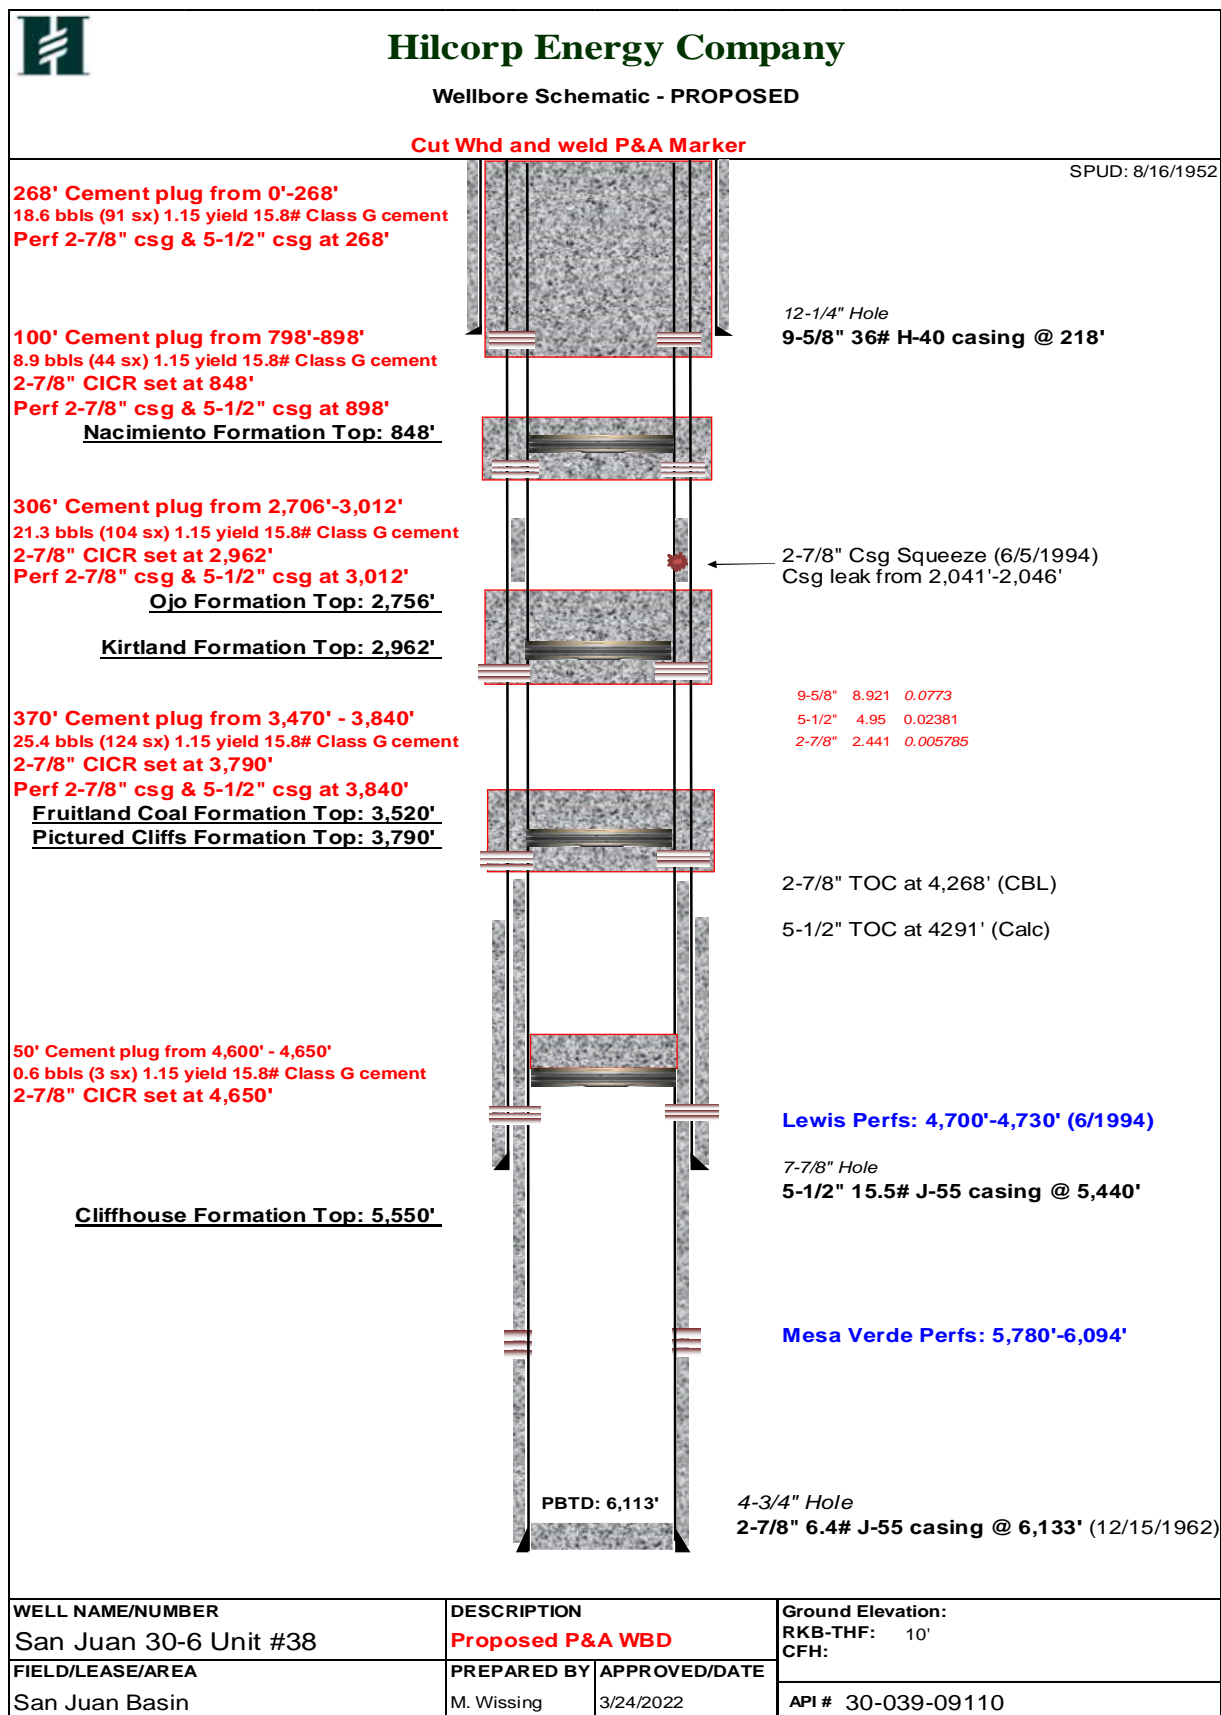 Hilcorp Energy Company
Wellbore Schematic - PROPOSED
Cut Whd and weld P&A Marker
SPUD: 8/16/1952
268' Cement plug from 0'-268'
18.6 bbls (91 sx) 1.15 yield 15.8# Class G cement
Perf 2-7/8" csg & 5-1/2" csg at 268'
12-1/4" Hole
9-5/8" 36# H-40 casing @ 218'
100' Cement plug from 798'-898'
8.9 bbls (44 sx) 1.15 yield 15.8# Class G cement
2-7/8" CICR set at 848'
Perf 2-7/8" csg & 5-1/2" csg at 898'
Nacimiento Formation Top: 848'
306' Cement plug from 2,706'-3,012'
21.3 bbls (104 sx) 1.15 yield 15.8# Class G cement
2-7/8" CICR set at 2,962'
Perf 2-7/8" csg & 5-1/2" csg at 3,012'
2-7/8" Csg Squeeze (6/5/1994)
Csg leak from 2,041'-2,046'
Ojo Formation Top: 2,756'
Kirtland Formation Top: 2,962'
9-5/8" 8.921 0.0773
5-1/2" 4.95 0.02381
2-7/8" 2.441 0.005785
370' Cement plug from 3,470' - 3,840'
25.4 bbls (124 sx) 1.15 yield 15.8# Class G cement
2-7/8" CICR set at 3,790'
Perf 2-7/8" csg & 5-1/2" csg at 3,840'
Fruitland Coal Formation Top: 3,520'
Pictured Cliffs Formation Top: 3,790'
2-7/8" TOC at 4,268' (CBL)
5-1/2" TOC at 4291' (Calc)
50' Cement plug from 4,600' - 4,650'
0.6 bbls (3 sx) 1.15 yield 15.8# Class G cement
2-7/8" CICR set at 4,650'
Lewis Perfs: 4,700'-4,730' (6/1994)
7-7/8" Hole
5-1/2" 15.5# J-55 casing @ 5,440'
Cliffhouse Formation Top: 5,550'
Mesa Verde Perfs: 5,780'-6,094'
PBTD: 6,113'
4-3/4" Hole
2-7/8" 6.4# J-55 casing @ 6,133' (12/15/1962)
WELL NAME/NUMBER
San Juan 30-6 Unit #38
DESCRIPTION
Proposed P&A WBD
Ground Elevation:
RKB-THF: 10'
CFH:
FIELD/LEASE/AREA
San Juan Basin
PREPARED BY
M. Wissing
APPROVED/DATE
3/24/2022
API # 30-039-09110